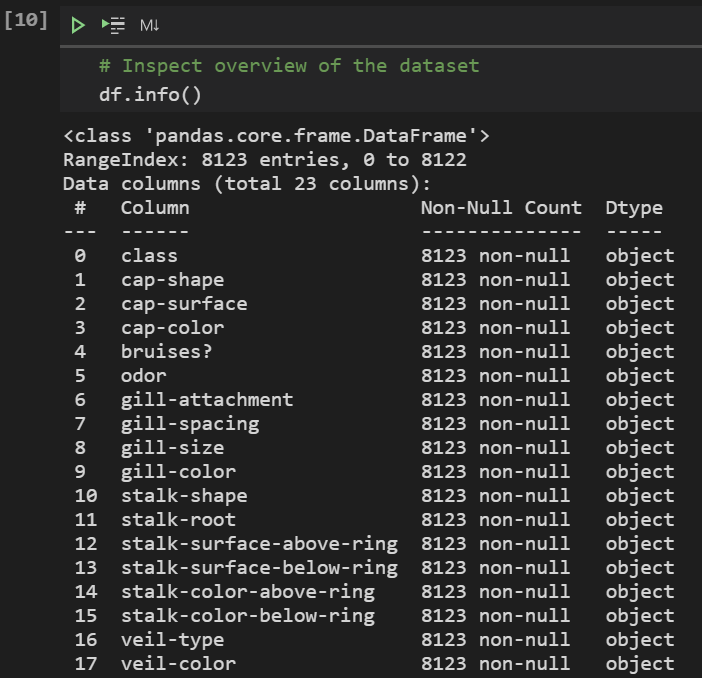 [10] M↓
# Inspect overview of the dataset
df.info()
<class 'pandas.core.frame.DataFrame'>
RangeIndex: 8123 entries, 0 to 8122
Data columns (total 23 columns):
 #   Column                    Non-Null Count  Dtype
---  ------                    --------------  -----
 0   class                     8123 non-null   object
 1   cap-shape                 8123 non-null   object
 2   cap-surface               8123 non-null   object
 3   cap-color                 8123 non-null   object
 4   bruises?                  8123 non-null   object
 5   odor                      8123 non-null   object
 6   gill-attachment           8123 non-null   object
 7   gill-spacing              8123 non-null   object
 8   gill-size                 8123 non-null   object
 9   gill-color                8123 non-null   object
 10  stalk-shape               8123 non-null   object
 11  stalk-root                8123 non-null   object
 12  stalk-surface-above-ring  8123 non-null   object
 13  stalk-surface-below-ring  8123 non-null   object
 14  stalk-color-above-ring    8123 non-null   object
 15  stalk-color-below-ring    8123 non-null   object
 16  veil-type                 8123 non-null   object
 17  veil-color                8123 non-null   object